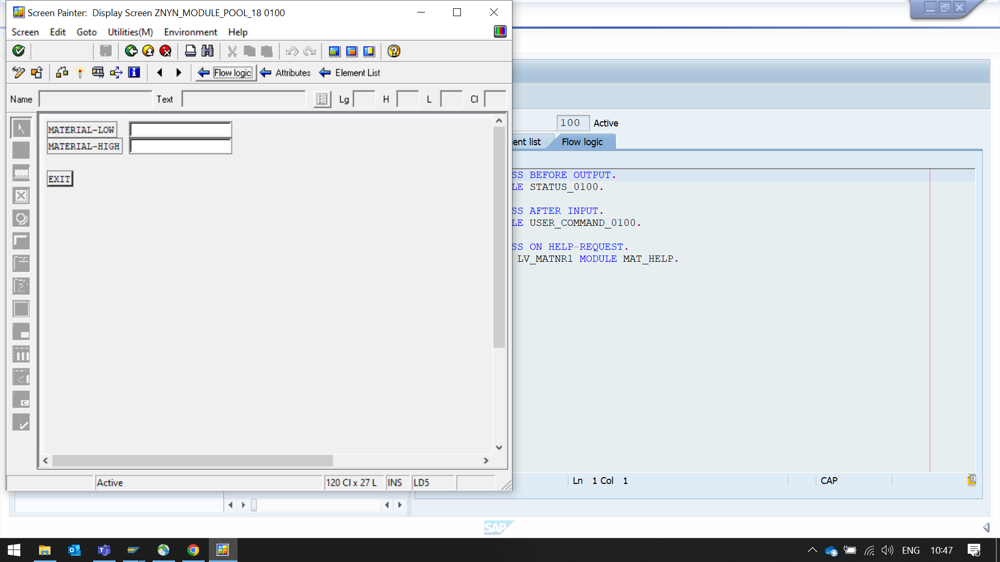 Screen Painter:  Display Screen ZNYN_MODULE_POOL_18 0100
Screen Edit Goto Utilities(M) Environment Help
Flow logic Attributes Element List
Name Text Lg H L Cl
MATERIAL-LOW
MATERIAL-HIGH
EXIT
Active 120 Cl x 27 L INS LD5
100 Active
ent list Flow logic
SS BEFORE OUTPUT.
LE STATUS_0100.
SS AFTER INPUT.
LE USER_COMMAND_0100.
SS ON HELP-REQUEST.
LV_MATNR1 MODULE MAT_HELP.
Ln 1 Col 1 CAP
SAP
ENG 10:47